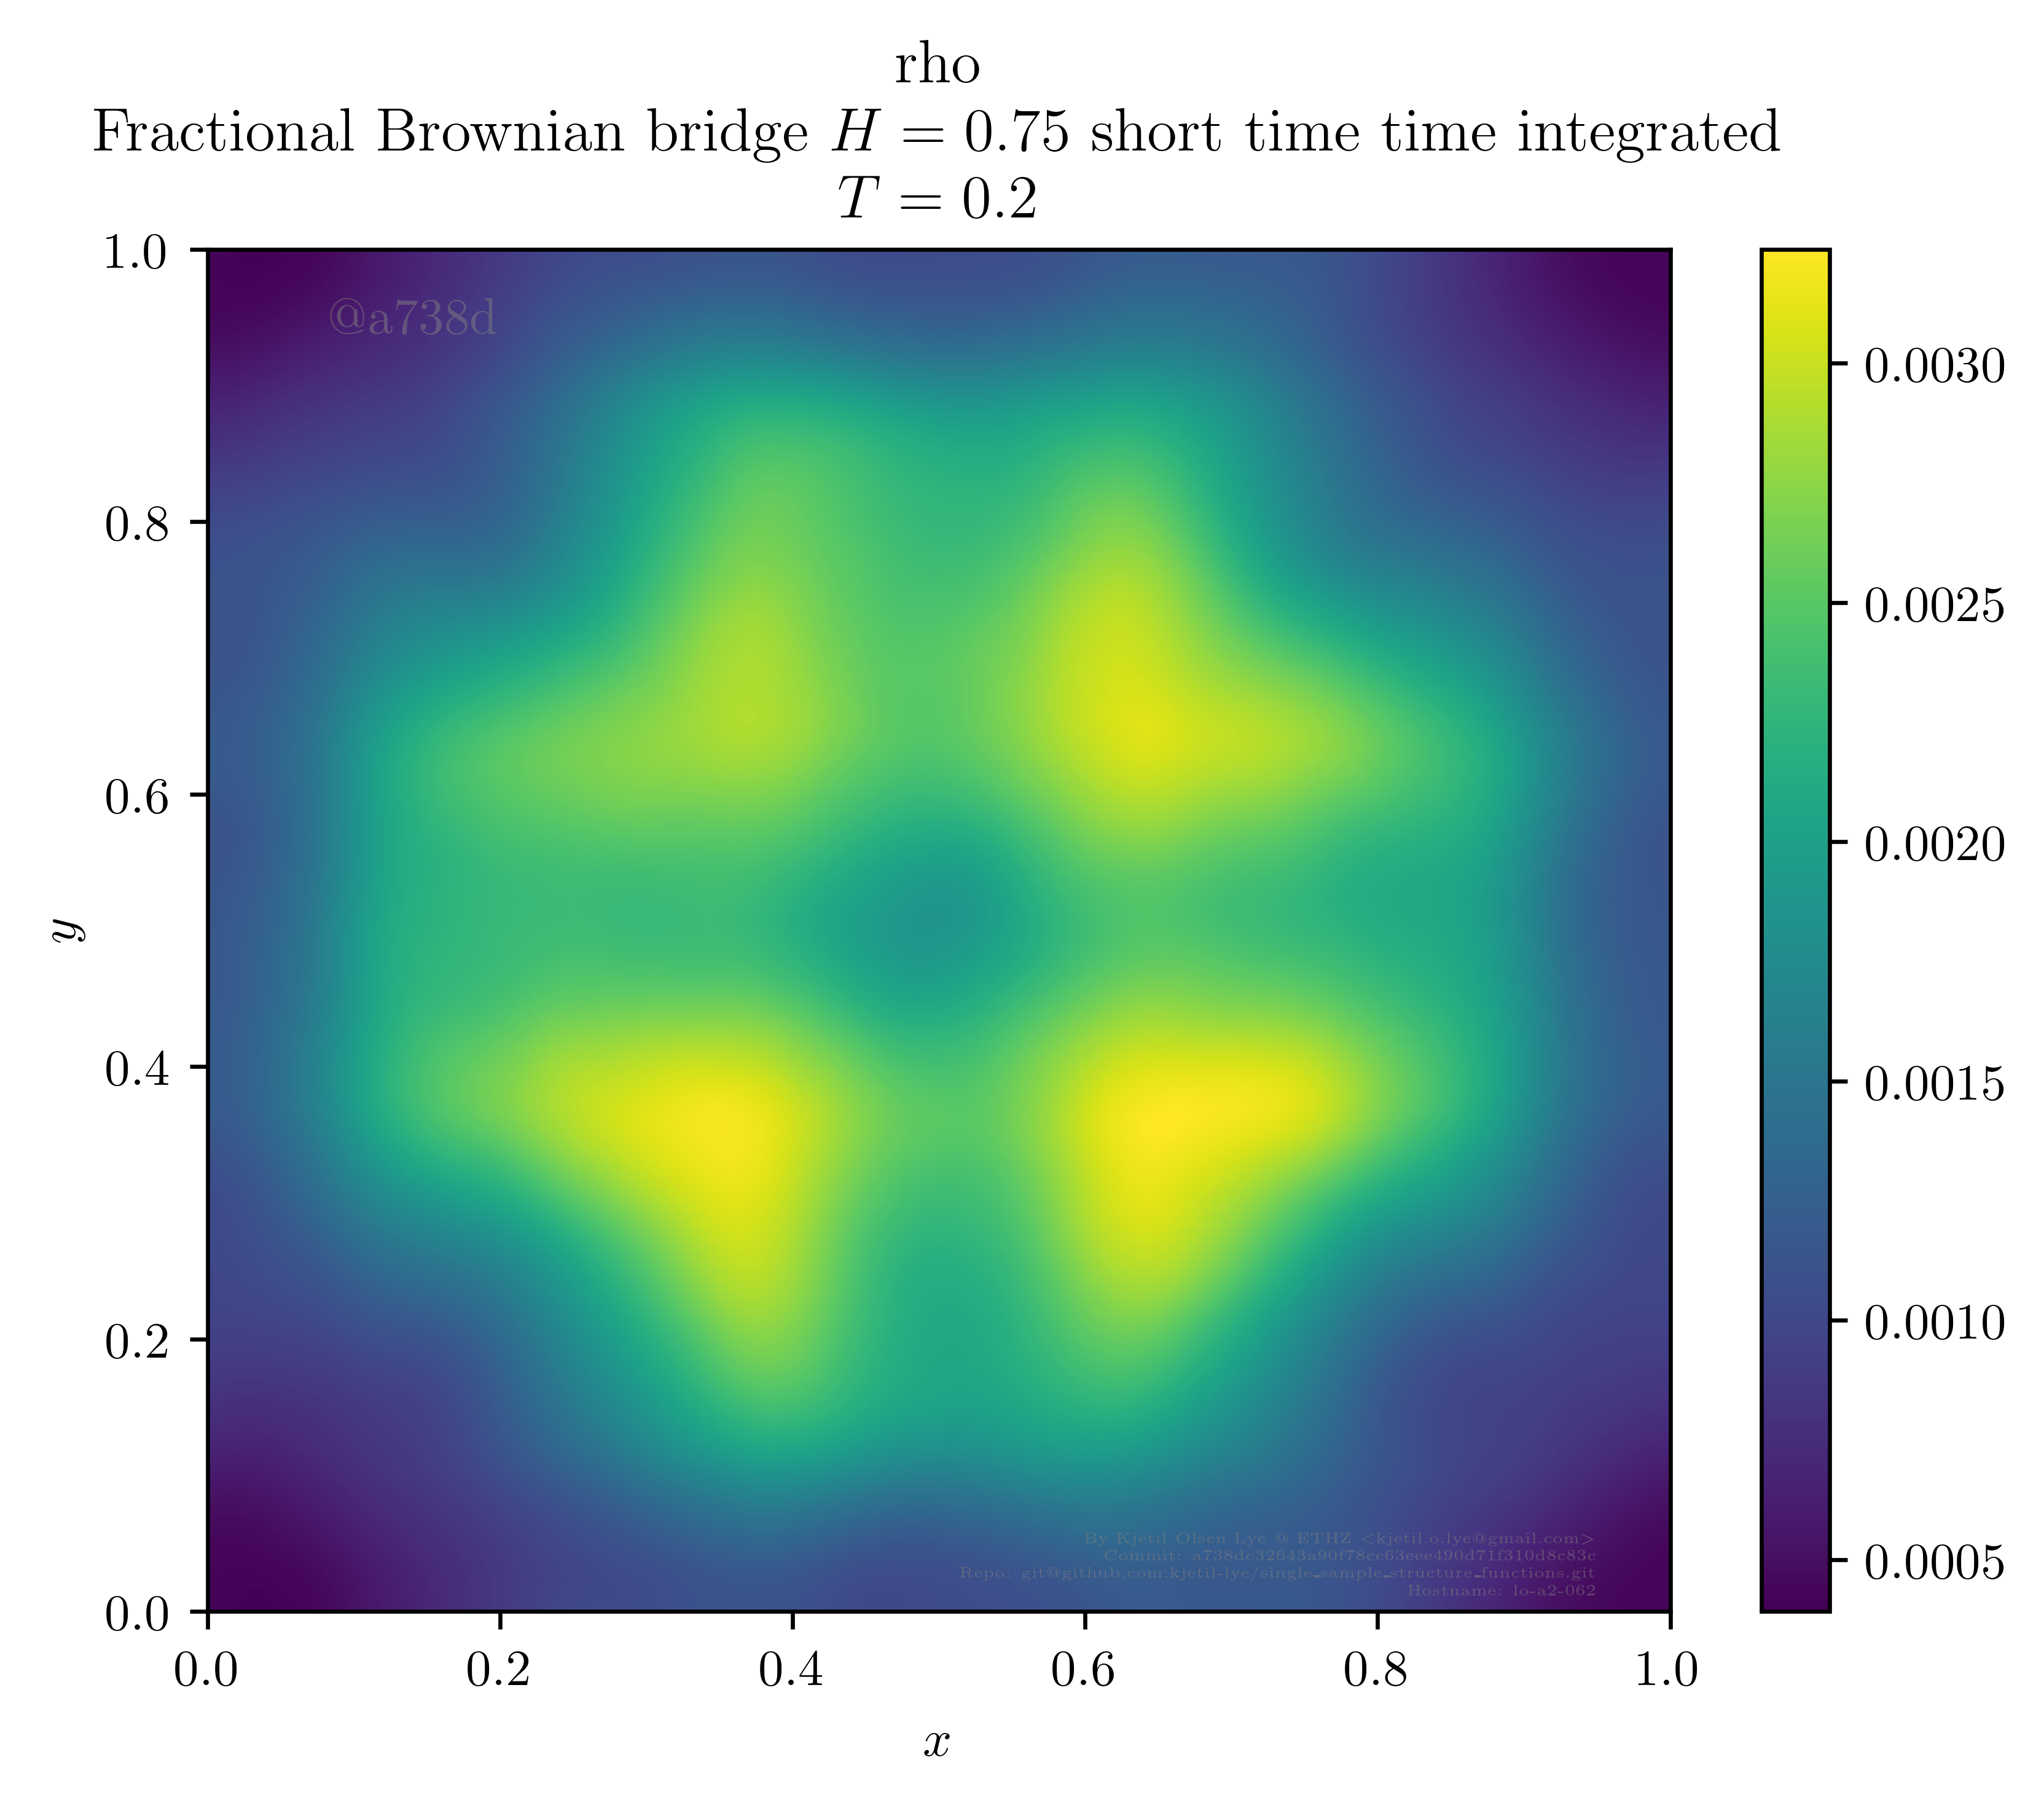 rho
Fractional Brownian bridge H = 0.75 short time time integrated
T = 0.2
1.0
0.8
0.6
0.4
0.2
0.0
y
@a738d
By Kjetil Olsen Lye @ ETHZ <kjetil.o.lye@gmail.com>
Commit: a738dc32643a90f78ce63eee490d71f310d8c83c
Repo: git@github.com:kjetil-lye/single_sample_structure_functions.git
Hostname: lo-a2-062
0.0 0.2 0.4 0.6 0.8 1.0
x
0.0030
0.0025
0.0020
0.0015
0.0010
0.0005